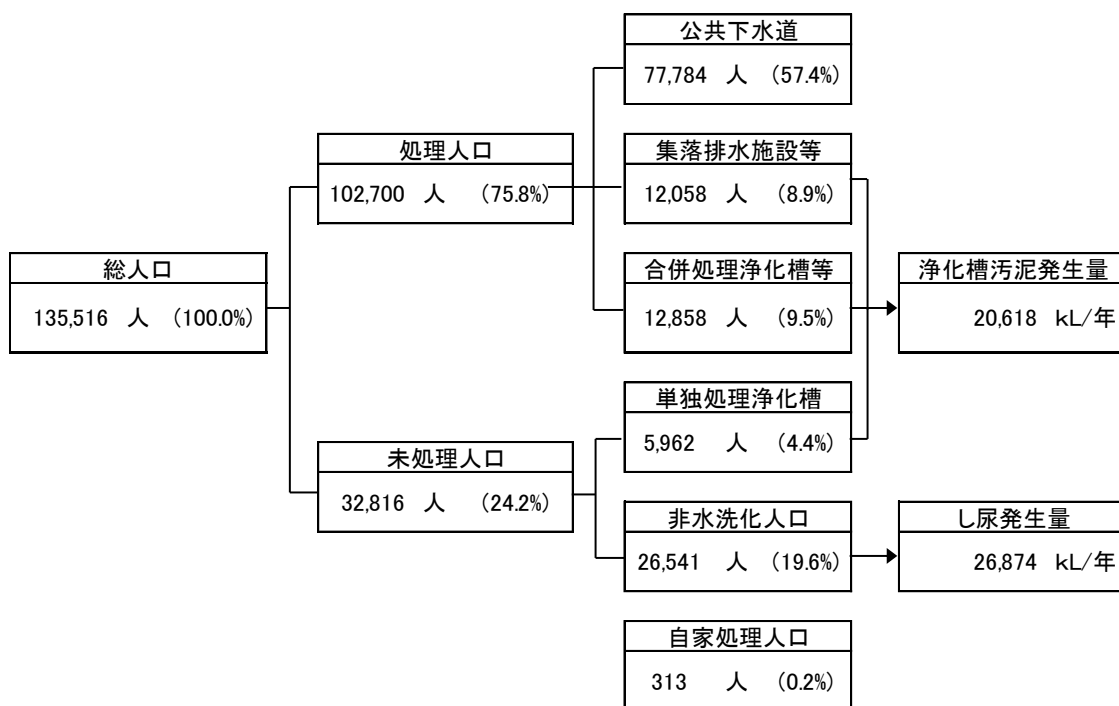 公共下水道
77,784 人 (57.4%)
処理人口
102,700 人 (75.8%)
集落排水施設等
12,058 人 (8.9%)
総人口
135,516 人 (100.0%)
合併処理浄化槽等
12,858 人 (9.5%)
浄化槽汚泥発生量
20,618 kL/年
未処理人口
32,816 人 (24.2%)
単独処理浄化槽
5,962 人 (4.4%)
非水洗化人口
26,541 人 (19.6%)
し尿発生量
26,874 kL/年
自家処理人口
313 人 (0.2%)